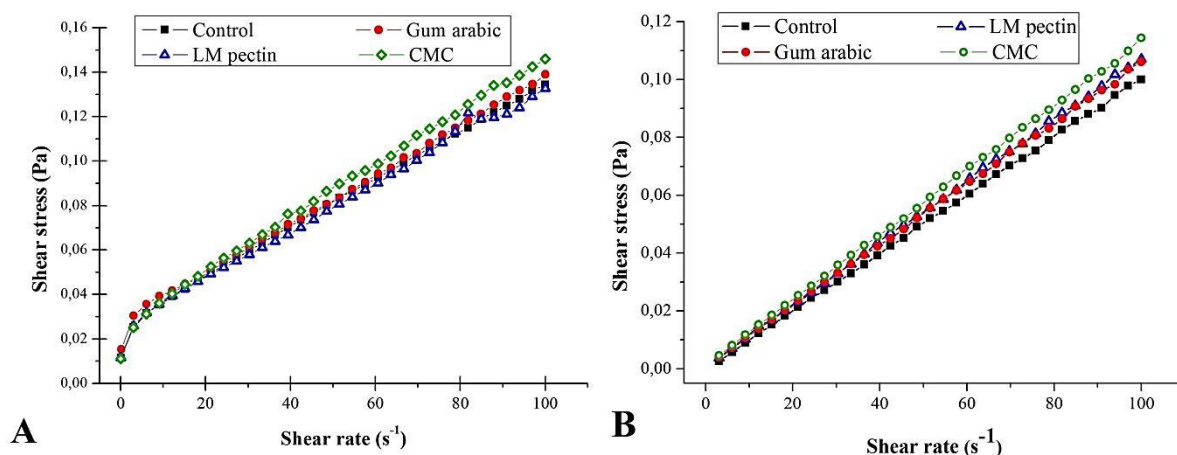 Control Gum arabic
LM pectin CMC
0,16
0,14
0,12
0,10
0,08
0,06
0,04
0,02
0,00
Shear stress (Pa)
0 20 40 60 80 100
Shear rate (s⁻¹)
A
Control LM pectin
Gum arabic CMC
0,12
0,10
0,08
0,06
0,04
0,02
0,00
Shear stress (Pa)
0 20 40 60 80 100
Shear rate (s⁻¹)
B